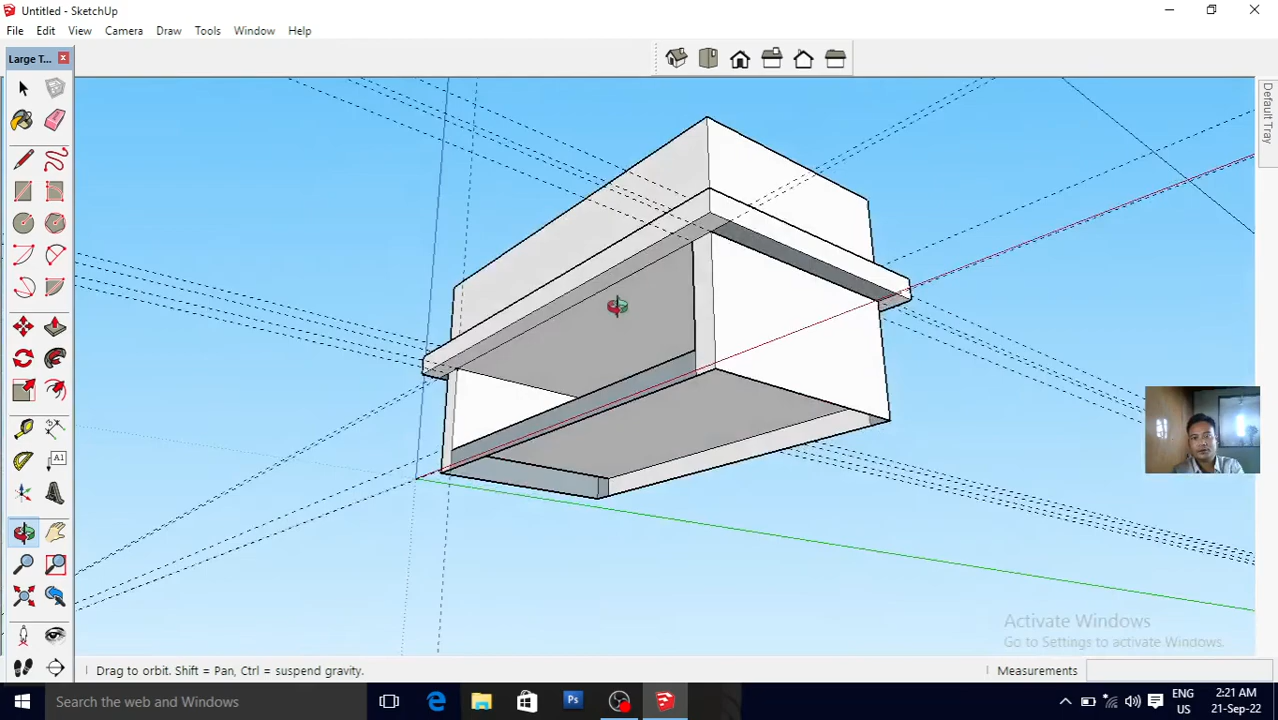 Untitled - SketchUp
File Edit View Camera Draw Tools Window Help
Large T...
Default Tray
A1
Activate Windows
Go to Settings to activate Windows.
Drag to orbit. Shift = Pan, Ctrl = suspend gravity.
Measurements
Search the web and Windows
Ps
ENG
US
2:21 AM
21-Sep-22